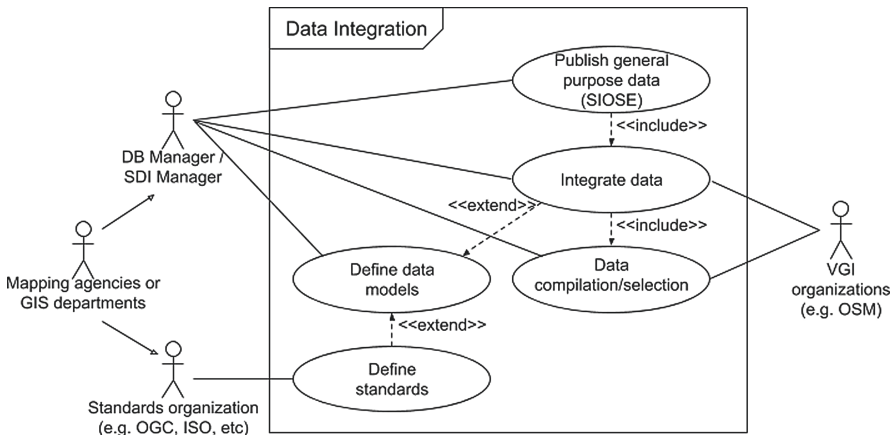 Data Integration
Publish general
purpose data
(SIOSE)
<<include>>
DB Manager /
SDI Manager
Integrate data
<<extend>>
<<include>>
Mapping agencies or
GIS departments
Define data
models
Data
compilation/selection
VGI
organizations
(e.g. OSM)
<<extend>>
Define
standards
Standards organization
(e.g. OGC, ISO, etc)